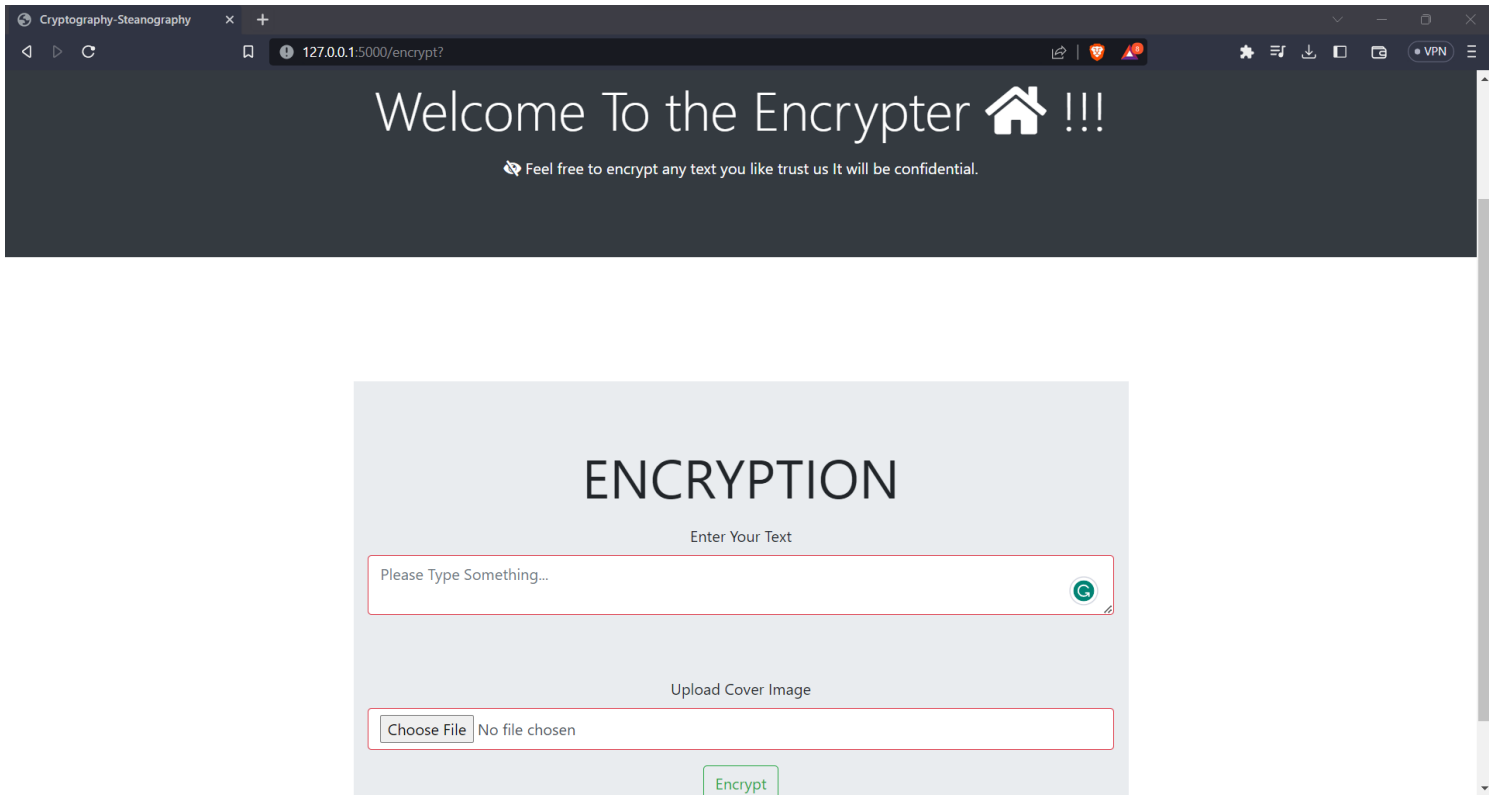 Cryptography-Steanography
127.0.0.1:5000/encrypt?
8
VPN
Welcome To the Encrypter !!!
Feel free to encrypt any text you like trust us It will be confidential.
ENCRYPTION
Enter Your Text
Please Type Something...
Upload Cover Image
Choose File No file chosen
Encrypt